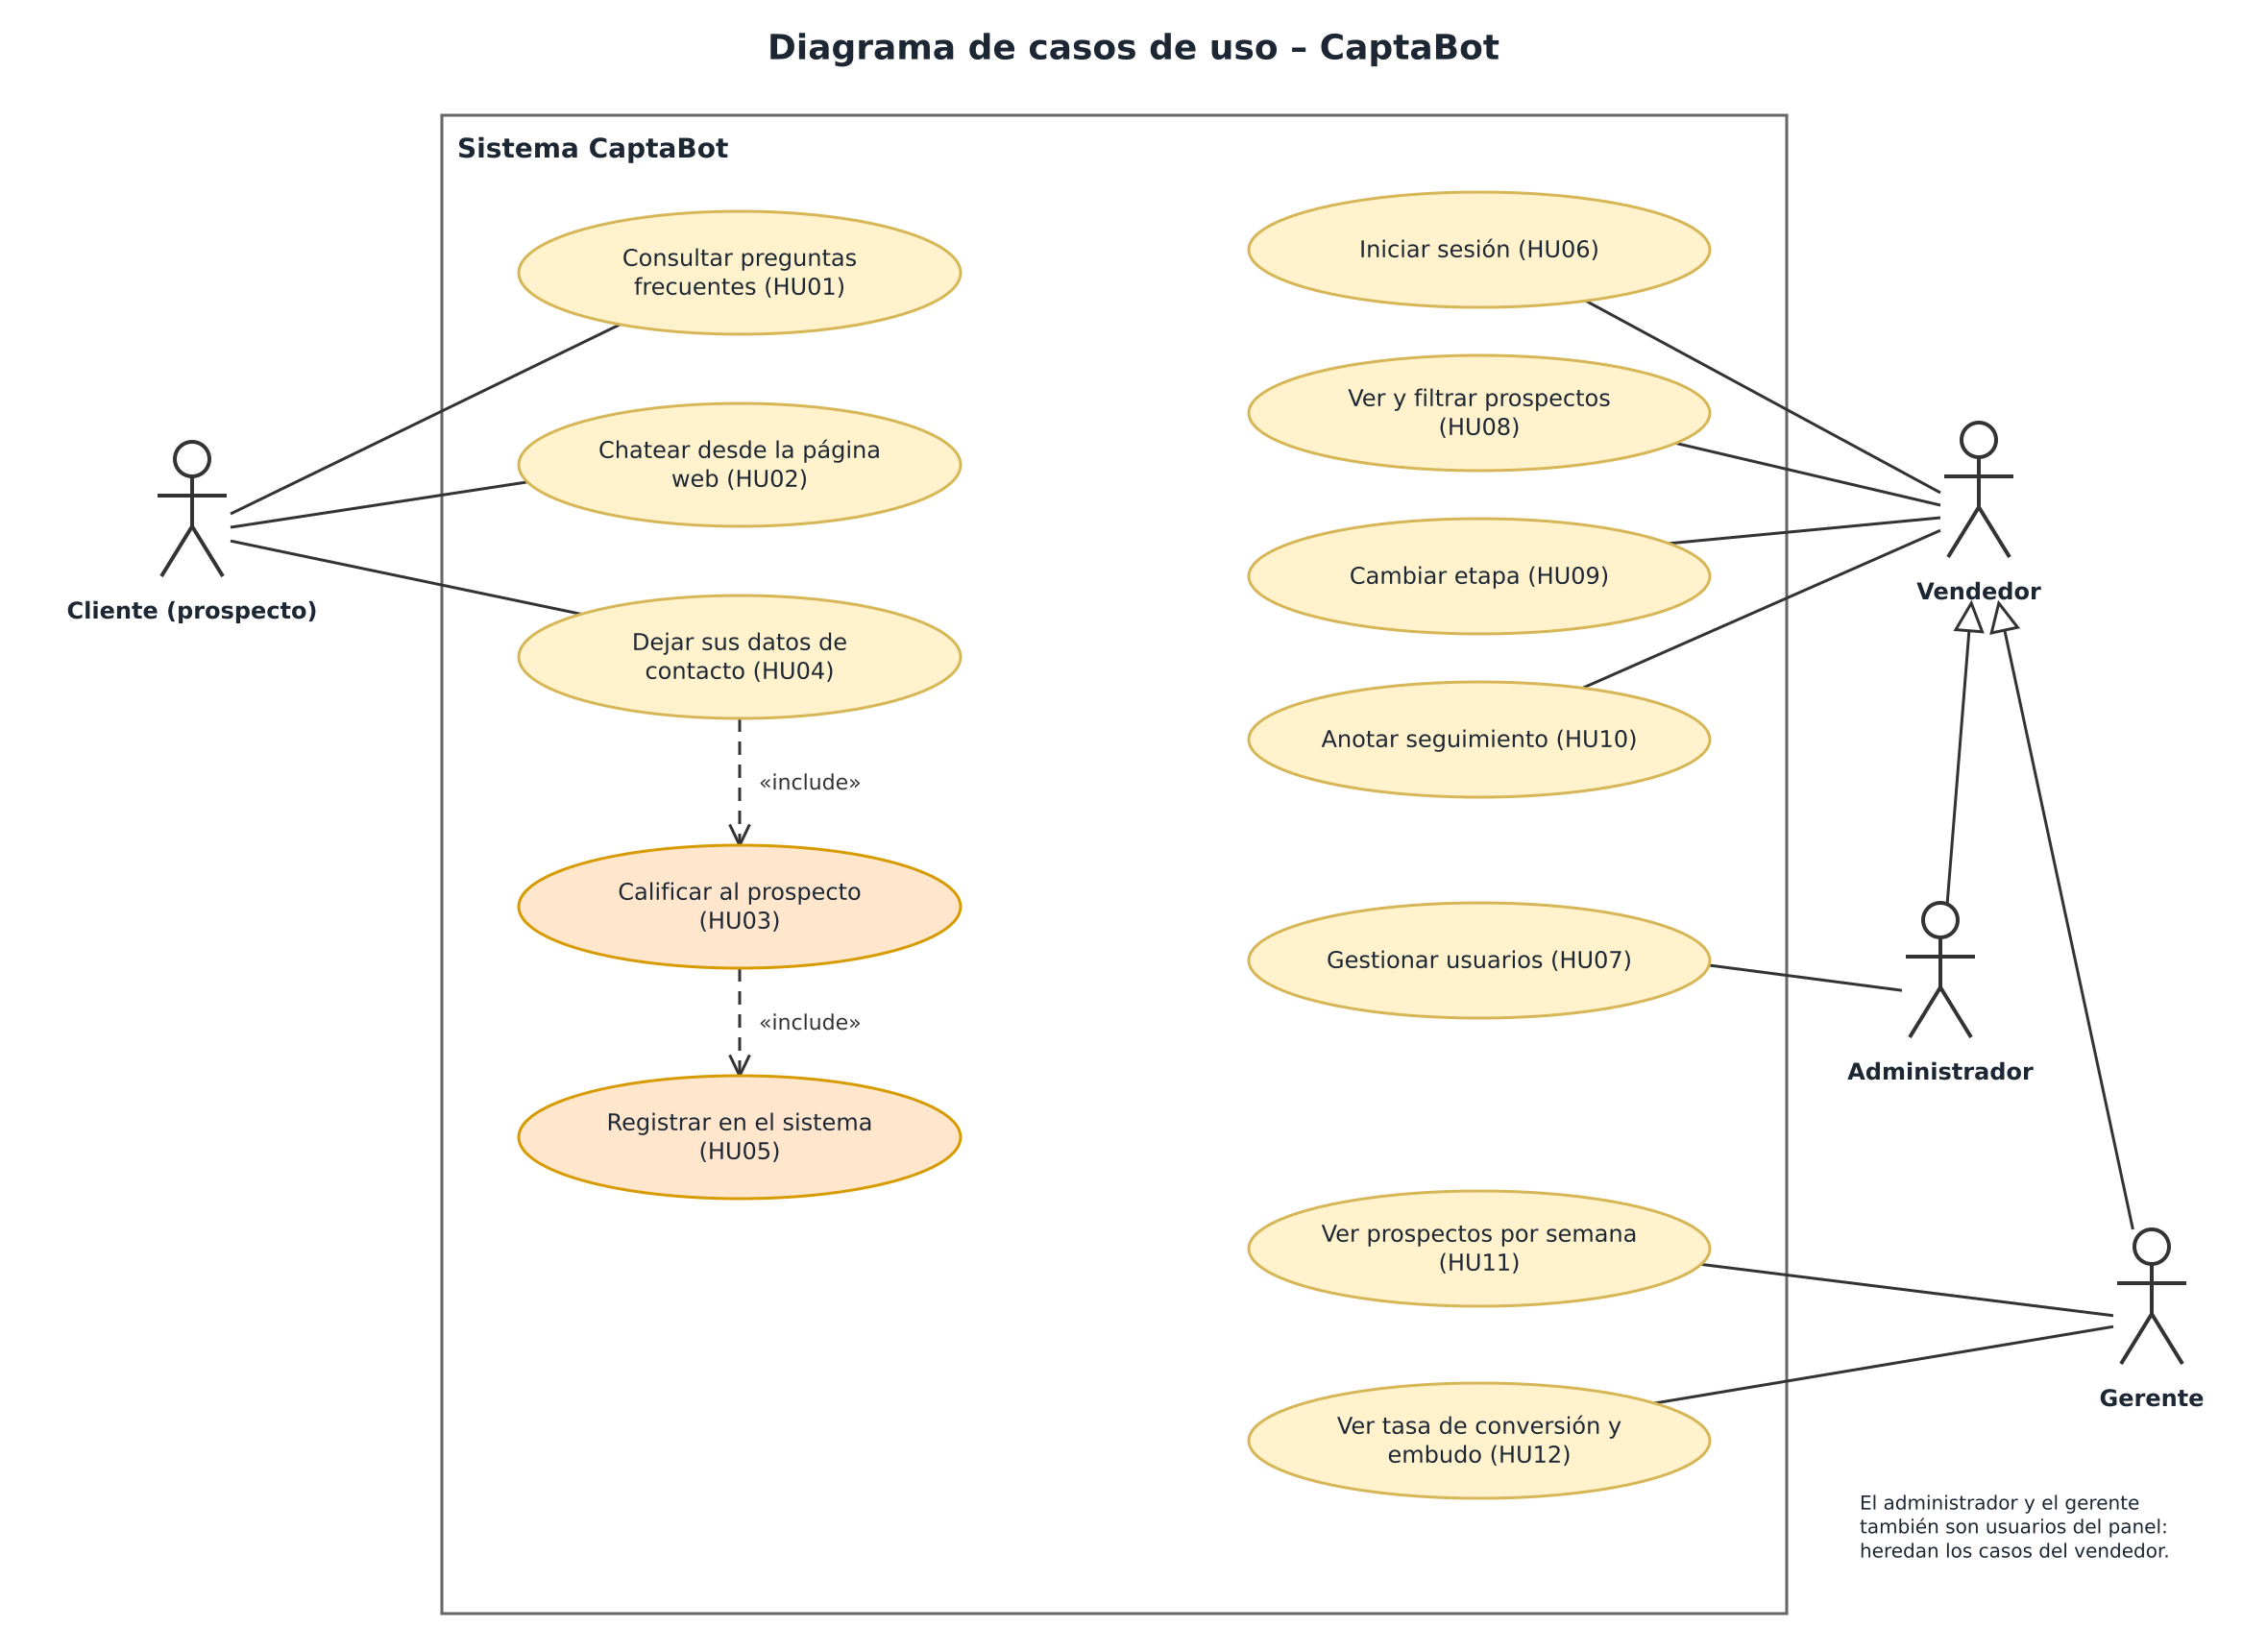 Diagrama de casos de uso – CaptaBot
Sistema CaptaBot
Consultar preguntas
frecuentes (HU01)
Chatear desde la página
web (HU02)
Cliente (prospecto)
Dejar sus datos de
contacto (HU04)
«include»
Calificar al prospecto
(HU03)
«include»
Registrar en el sistema
(HU05)
Iniciar sesión (HU06)
Ver y filtrar prospectos
(HU08)
Cambiar etapa (HU09)
Vendedor
Anotar seguimiento (HU10)
Gestionar usuarios (HU07)
Administrador
Ver prospectos por semana
(HU11)
Gerente
Ver tasa de conversión y
embudo (HU12)
El administrador y el gerente
también son usuarios del panel:
heredan los casos del vendedor.